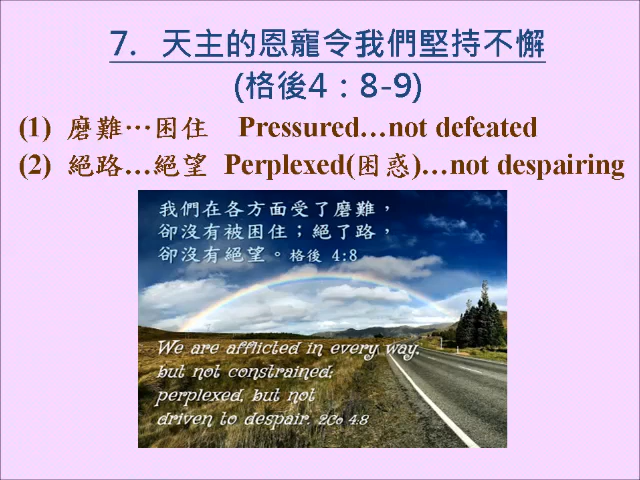 7. 天主的恩寵令我們堅持不懈
(格後4：8-9)
(1) 磨難…困住 Pressured…not defeated
(2) 絕路…絕望 Perplexed(困惑)…not despairing
我們在各方面受了磨難，
卻沒有被困住；絕了路，
卻沒有絕望。格後 4:8
We are afflicted in every way,
but not constrained;
perplexed, but not
driven to despair. 2Co 4:8